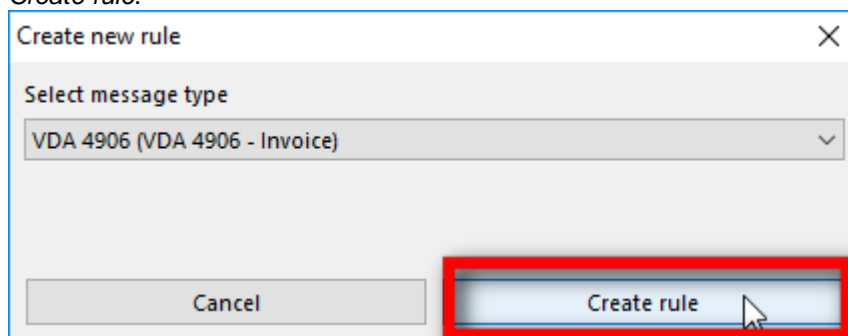 Create rule.
Create new rule
Select message type
VDA 4906 (VDA 4906 - Invoice)
Cancel
Create rule